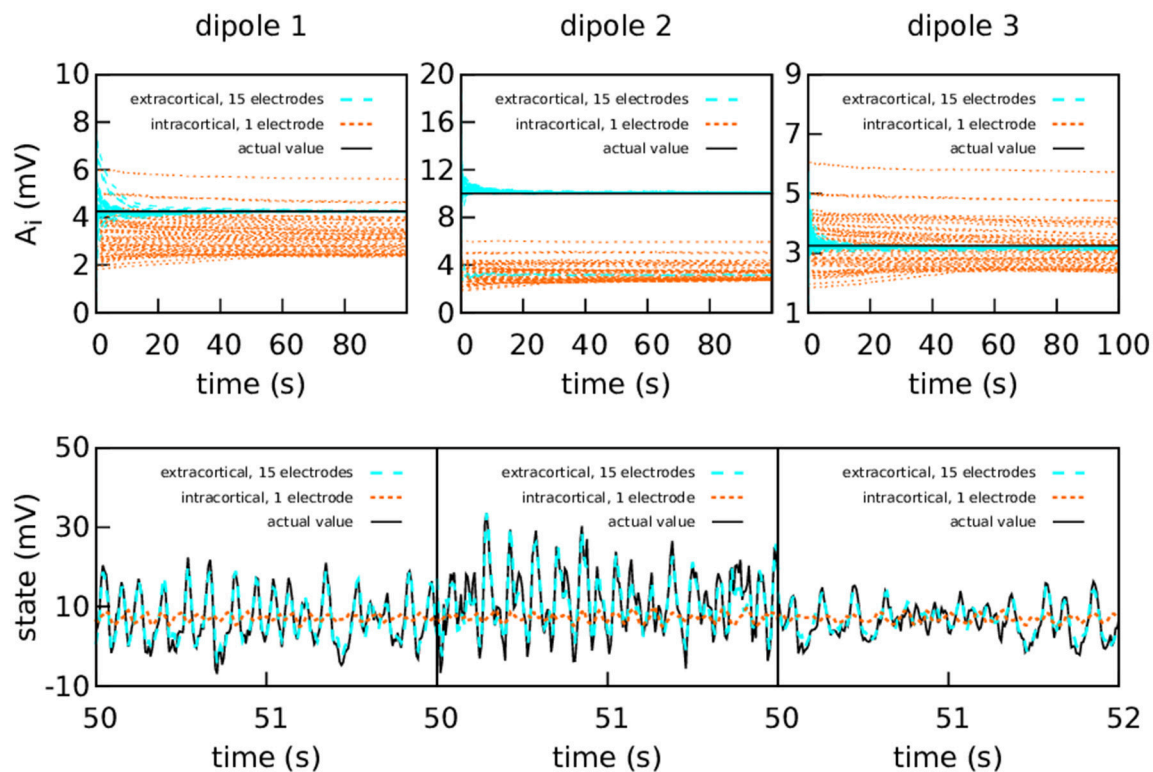 dipole 1 dipole 2 dipole 3
10 20 9
extracortical, 15 electrodes extracortical, 15 electrodes extracortical, 15 electrodes
8 16 7
intracortical, 1 electrode intracortical, 1 electrode intracortical, 1 electrode
actual value actual value actual value
6 12 5
Ai (mV)
4 8 3
2 4
0 0 1
0 20 40 60 80 0 20 40 60 80 0 20 40 60 80 100
time (s) time (s) time (s)
50
extracortical, 15 electrodes extracortical, 15 electrodes extracortical, 15 electrodes
intracortical, 1 electrode intracortical, 1 electrode intracortical, 1 electrode
30 actual value actual value actual value
state (mV)
10
-10
50 51 50 51 50 51 52
time (s) time (s) time (s)